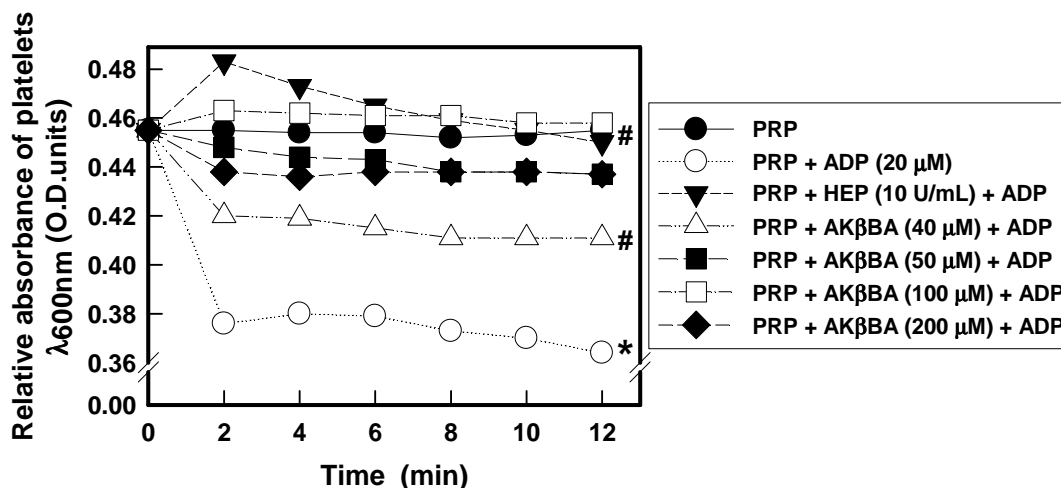 Relative absorbance of platelets
λ600nm (O.D.units)
0.48
0.46
0.44
0.42
0.40
0.38
0.36
0.00
#
#
*
0 2 4 6 8 10 12
Time (min)
PRP
PRP + ADP (20 μM)
PRP + HEP (10 U/mL) + ADP
PRP + AKβBA (40 μM) + ADP
PRP + AKβBA (50 μM) + ADP
PRP + AKβBA (100 μM) + ADP
PRP + AKβBA (200 μM) + ADP